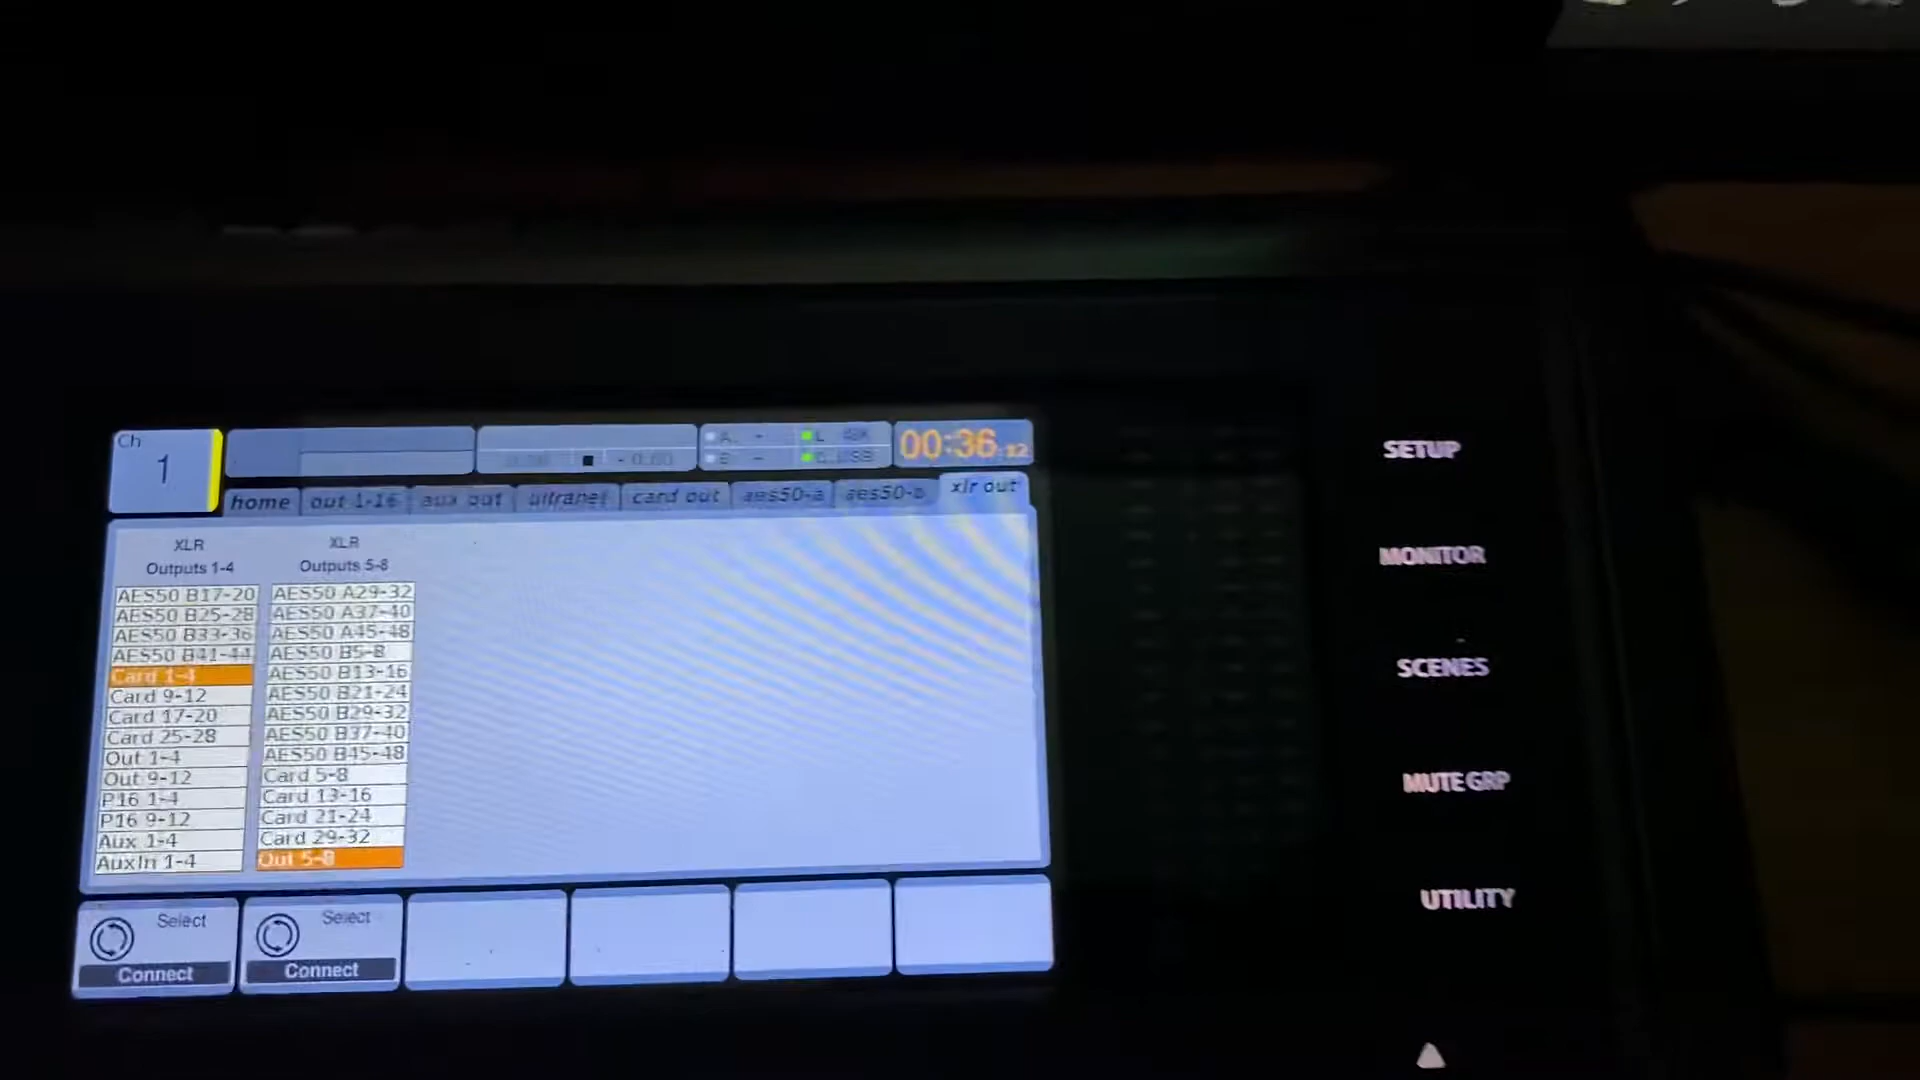 Ch
1
A: -
L 48K
B: -
C:USB
00:36:12
home
out 1-16
aux out
ultranet
card out
aes50-a
aes50-b
xlr out
XLR
Outputs 1-4
AES50 B17-20
AES50 B25-28
AES50 B33-36
AES50 B41-44
Card 1-4
Card 9-12
Card 17-20
Card 25-28
Out 1-4
Out 9-12
P16 1-4
P16 9-12
Aux 1-4
AuxIn 1-4
XLR
Outputs 5-8
AES50 A29-32
AES50 A37-40
AES50 A45-48
AES50 B5-8
AES50 B13-16
AES50 B21-24
AES50 B29-32
AES50 B37-40
AES50 B45-48
Card 5-8
Card 13-16
Card 21-24
Card 29-32
Out 5-8
Select
Connect
Select
Connect
SETUP
MONITOR
SCENES
MUTE GRP
UTILITY